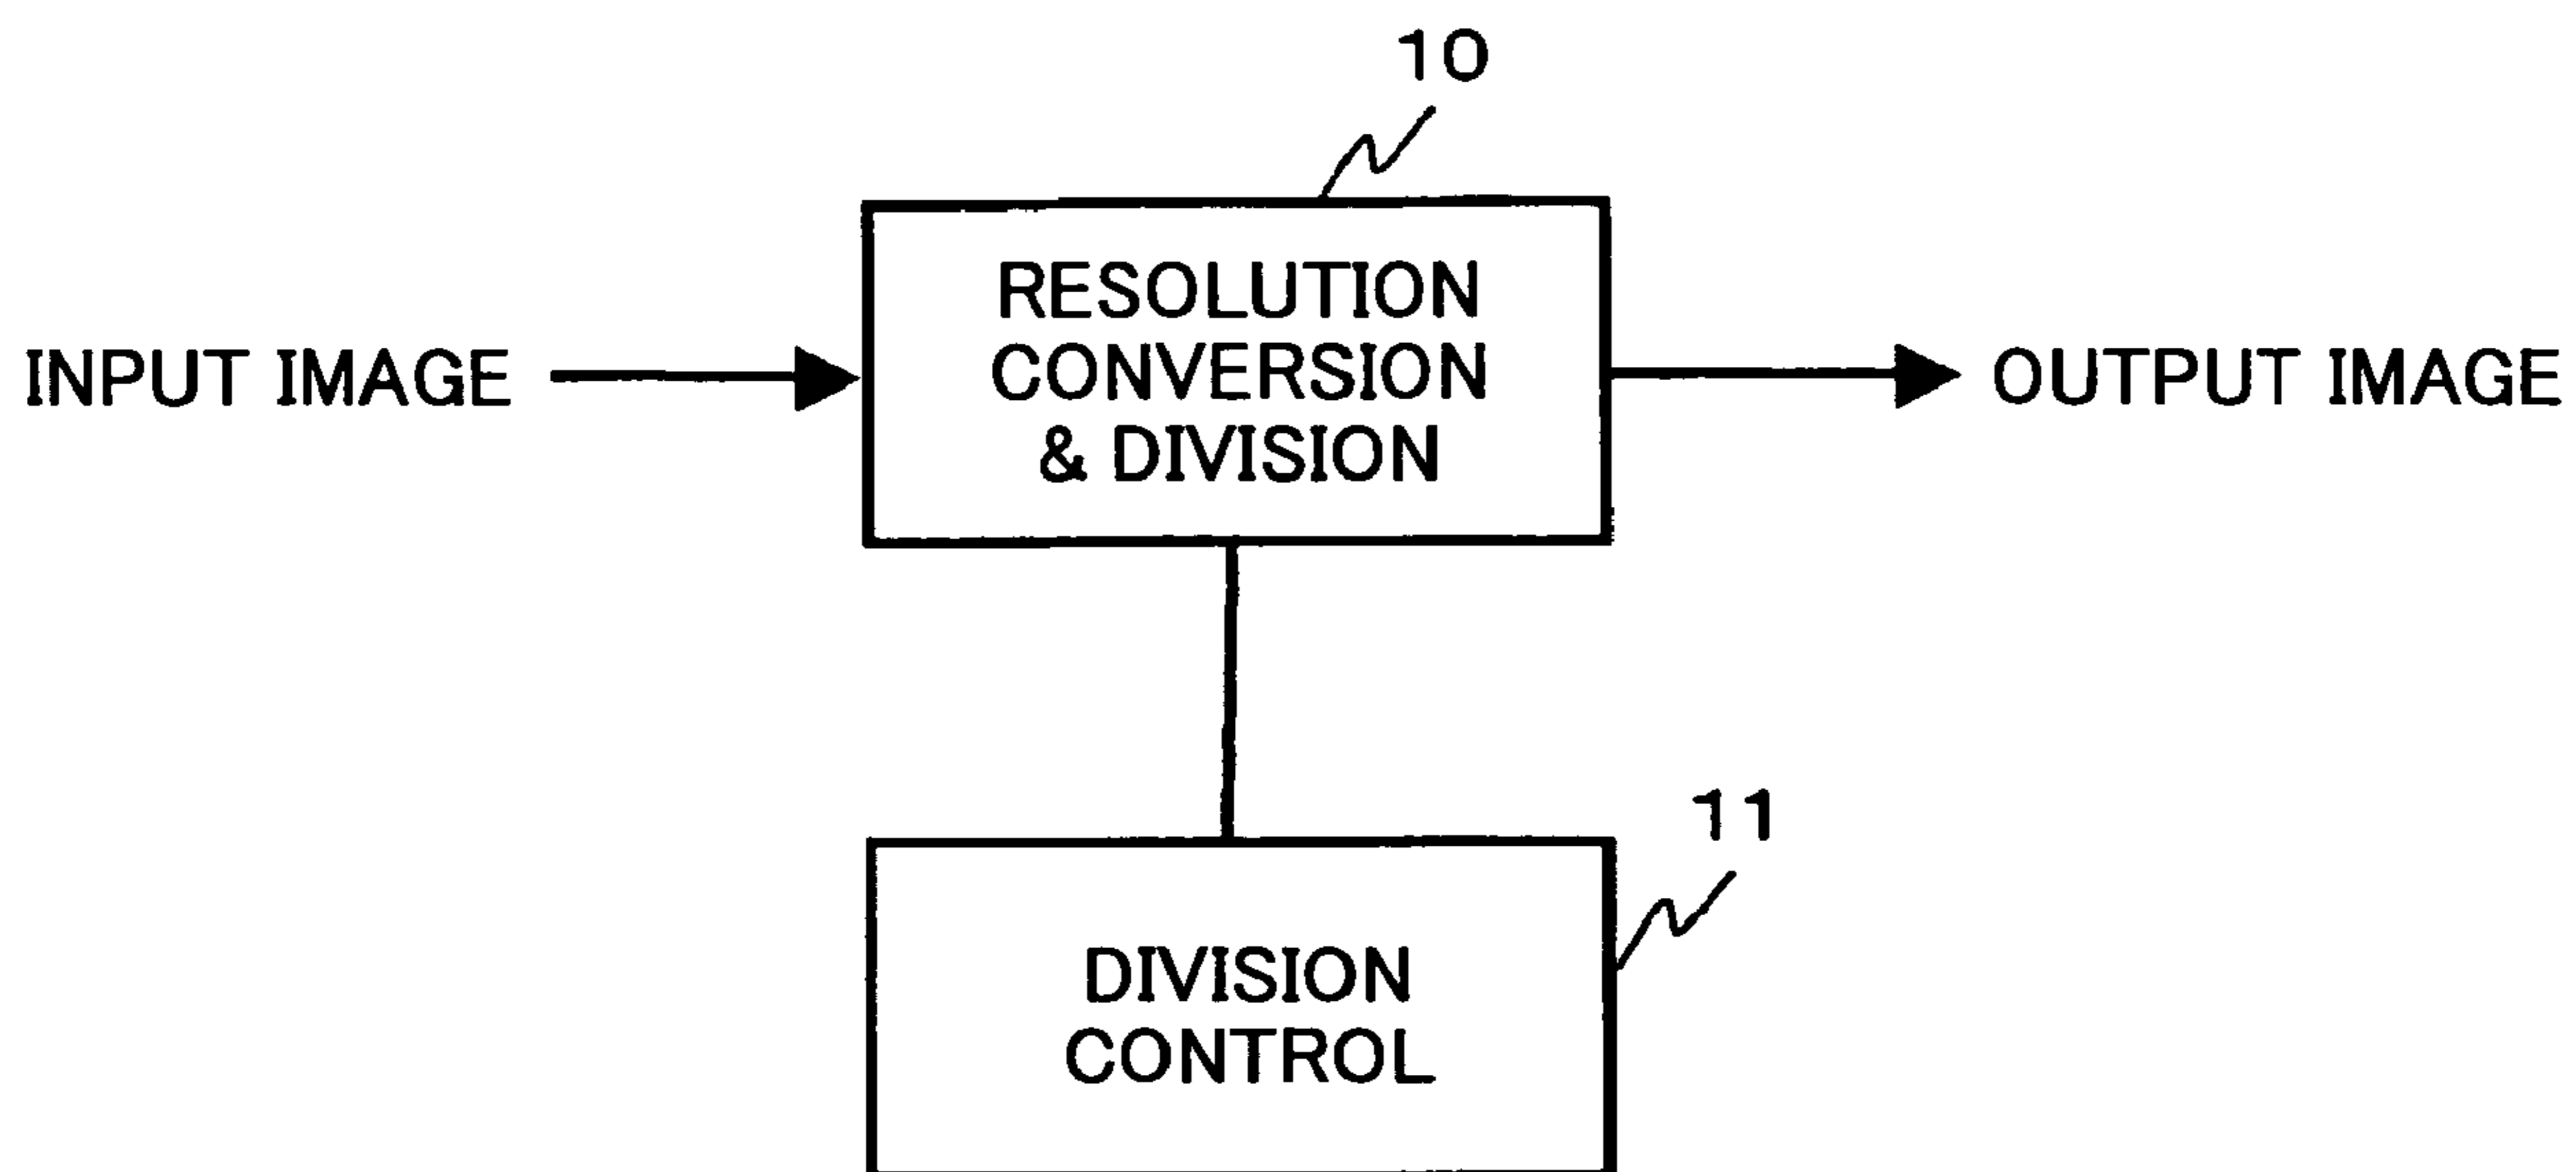 10
RESOLUTION
CONVERSION
& DIVISION
INPUT IMAGE
OUTPUT IMAGE
11
DIVISION
CONTROL